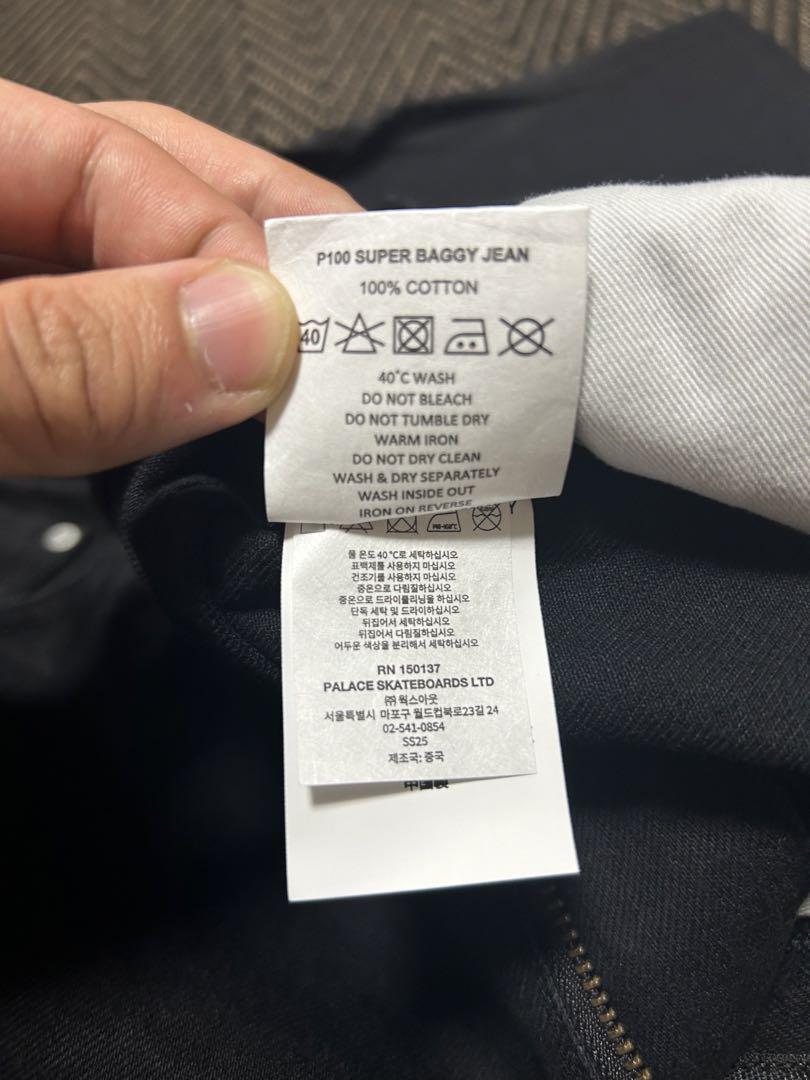 P100 SUPER BAGGY JEAN
100% COTTON
40
40°C WASH
DO NOT BLEACH
DO NOT TUMBLE DRY
WARM IRON
DO NOT DRY CLEAN
WASH & DRY SEPARATELY
WASH INSIDE OUT
IRON ON REVERSE
물 온도 40℃로 세탁하십시오
표백제를 사용하지 마십시오
건조기를 사용하지 마십시오
중온으로 다림질하십시오
중온으로 드라이클리닝을 하십시오
단독 세탁 및 드라이하십시오
뒤집어서 세탁하십시오
뒤집어서 다림질하십시오
어두운 색상을 분리해서 세탁하십시오
RN 150137
PALACE SKATEBOARDS LTD
㈜웍스아웃
서울특별시 마포구 월드컵북로23길 24
02-541-0854
SS25
제조국: 중국
中国製